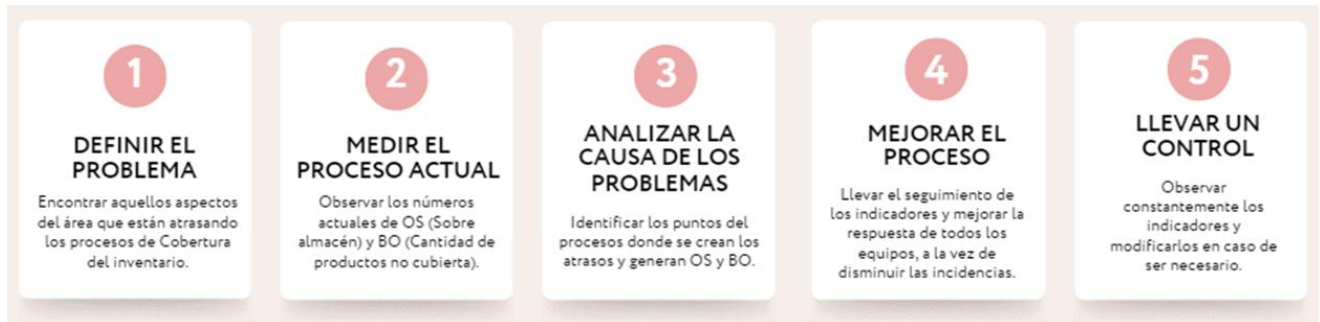 1
DEFINIR EL
PROBLEMA
Encontrar aquellos aspectos
del área que están atrasando
los procesos de Cobertura
del inventario.
2
MEDIR EL
PROCESO ACTUAL
Observar los números
actuales de OS (Sobre
almacén) y BO (Cantidad de
productos no cubierta).
3
ANALIZAR LA
CAUSA DE LOS
PROBLEMAS
Identificar los puntos del
procesos donde se crean los
atrasos y generan OS y BO.
4
MEJORAR EL
PROCESO
Llevar el seguimiento de
los indicadores y mejorar la
respuesta de todos los
equipos, a la vez de
disminuir las incidencias.
5
LLEVAR UN
CONTROL
Observar
constantemente los
indicadores y
modificarlos en caso de
ser necesario.